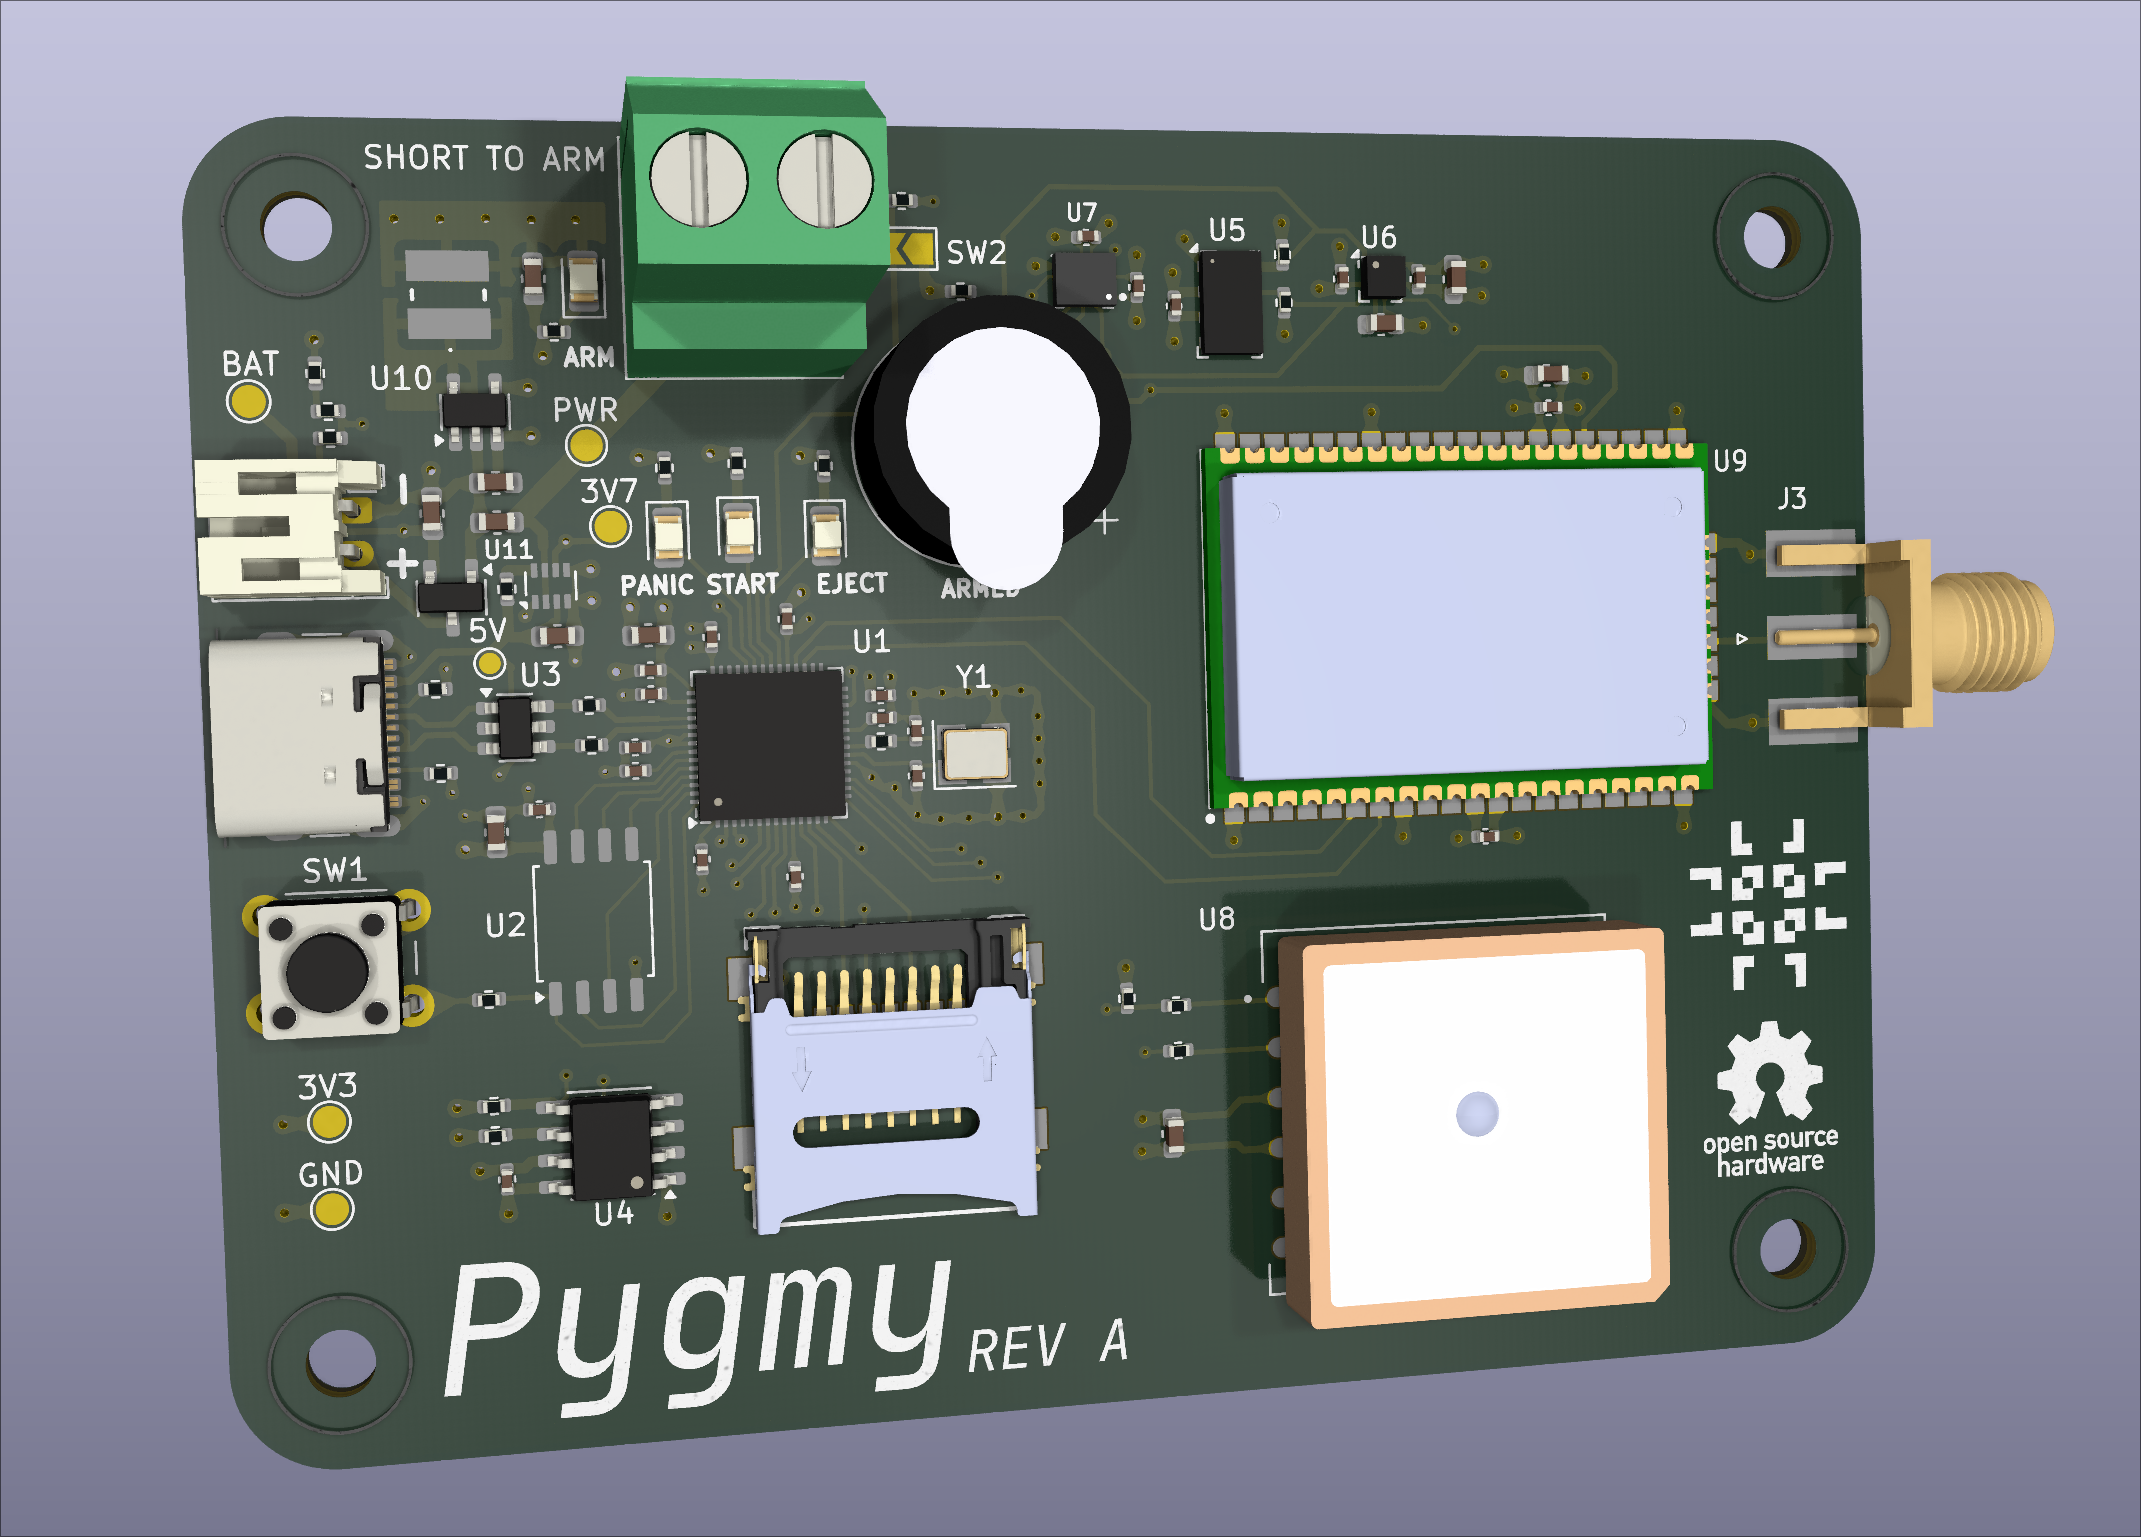 SHORT TO ARM
SW2
U7
U5
U6
BAT
U10
ARM
PWR
3V7
U9
J3
U11
PANIC
START
EJECT
ARMED
5V
U3
U1
Y1
SW1
U2
U8
3V3
GND
U4
open source
hardware
Pygmy REV A